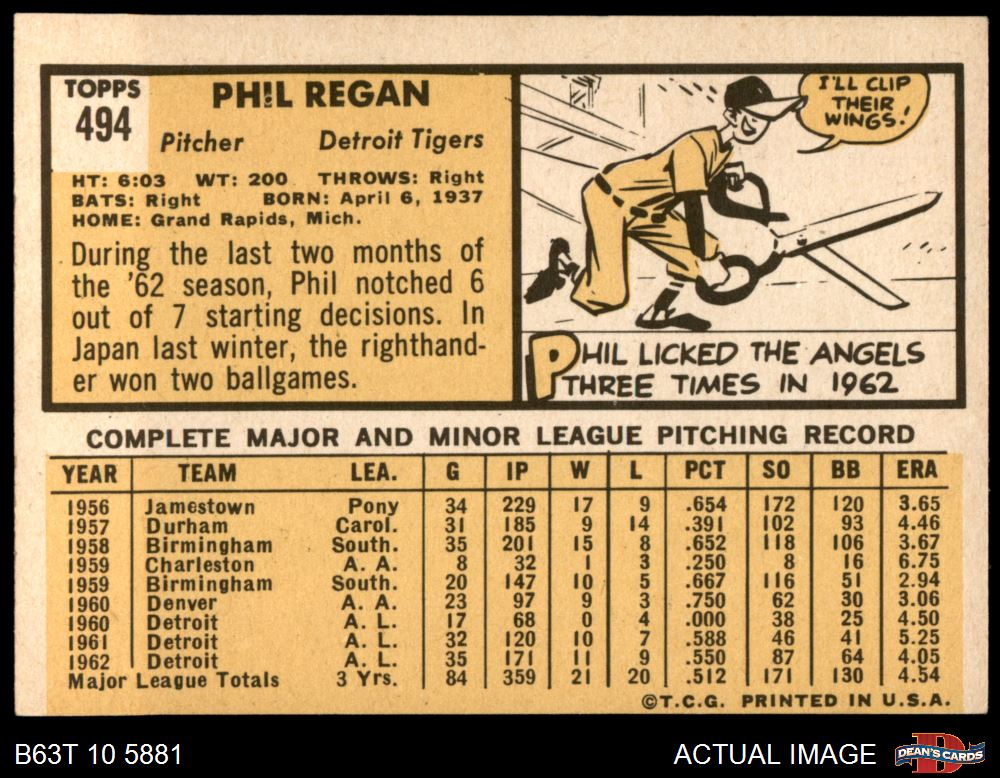 TOPPS
494
PHIL REGAN
Pitcher Detroit Tigers
HT: 6:03 WT: 200 THROWS: Right
BATS: Right BORN: April 6, 1937
HOME: Grand Rapids, Mich.
During the last two months of
the '62 season, Phil notched 6
out of 7 starting decisions. In
Japan last winter, the righthand-
er won two ballgames.
I'LL CLIP
THEIR
WINGS!
PHIL LICKED THE ANGELS
THREE TIMES IN 1962
COMPLETE MAJOR AND MINOR LEAGUE PITCHING RECORD
YEAR TEAM LEA. G IP W L PCT SO BB ERA
1956 Jamestown Pony 34 229 17 9 .654 172 120 3.65
1957 Durham Carol. 31 185 9 14 .391 102 93 4.46
1958 Birmingham South. 35 201 15 8 .652 118 106 3.67
1959 Charleston A. A. 8 32 1 3 .250 8 16 6.75
1959 Birmingham South. 20 147 10 5 .667 116 51 2.94
1960 Denver A. A. 23 97 9 3 .750 62 30 3.06
1960 Detroit A. L. 17 68 0 4 .000 38 25 4.50
1961 Detroit A. L. 32 120 10 7 .588 46 41 5.25
1962 Detroit A. L. 35 171 11 9 .550 87 64 4.05
Major League Totals 3 Yrs. 84 359 21 20 .512 171 130 4.54
©T.C.G. PRINTED IN U.S.A.
B63T 10 5881 ACTUAL IMAGE
DEAN'S CARDS